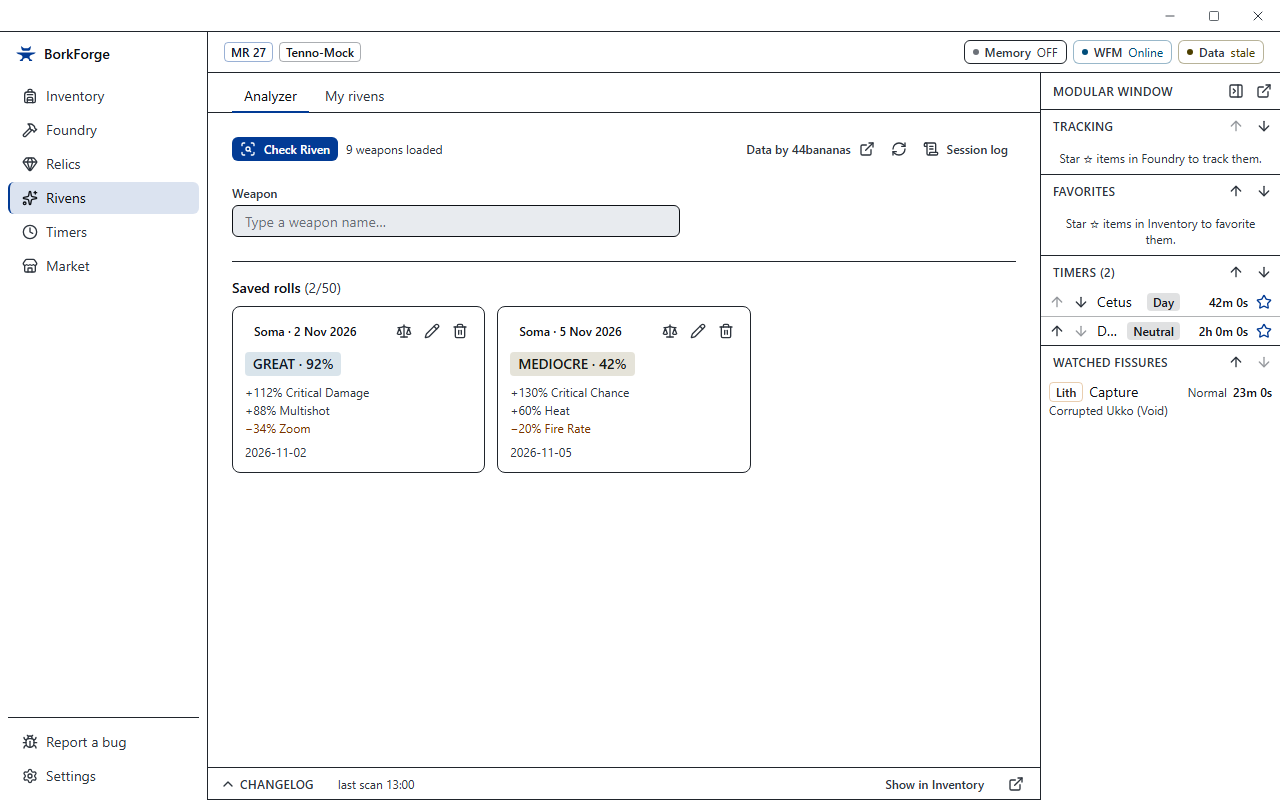 BorkForge
Inventory
Foundry
Relics
Rivens
Timers
Market
Report a bug
Settings
MR 27
Tenno-Mock
Memory OFF
WFM Online
Data stale
Analyzer
My rivens
Check Riven
9 weapons loaded
Data by 44bananas
Session log
Weapon
Type a weapon name...
Saved rolls (2/50)
Soma · 2 Nov 2026
GREAT · 92%
+112% Critical Damage
+88% Multishot
−34% Zoom
2026-11-02
Soma · 5 Nov 2026
MEDIOCRE · 42%
+130% Critical Chance
+60% Heat
−20% Fire Rate
2026-11-05
CHANGELOG
last scan 13:00
Show in Inventory
MODULAR WINDOW
TRACKING
Star ☆ items in Foundry to track them.
FAVORITES
Star ☆ items in Inventory to favorite
them.
TIMERS (2)
Cetus Day 42m 0s
D... Neutral 2h 0m 0s
WATCHED FISSURES
Lith Capture Normal 23m 0s
Corrupted Ukko (Void)